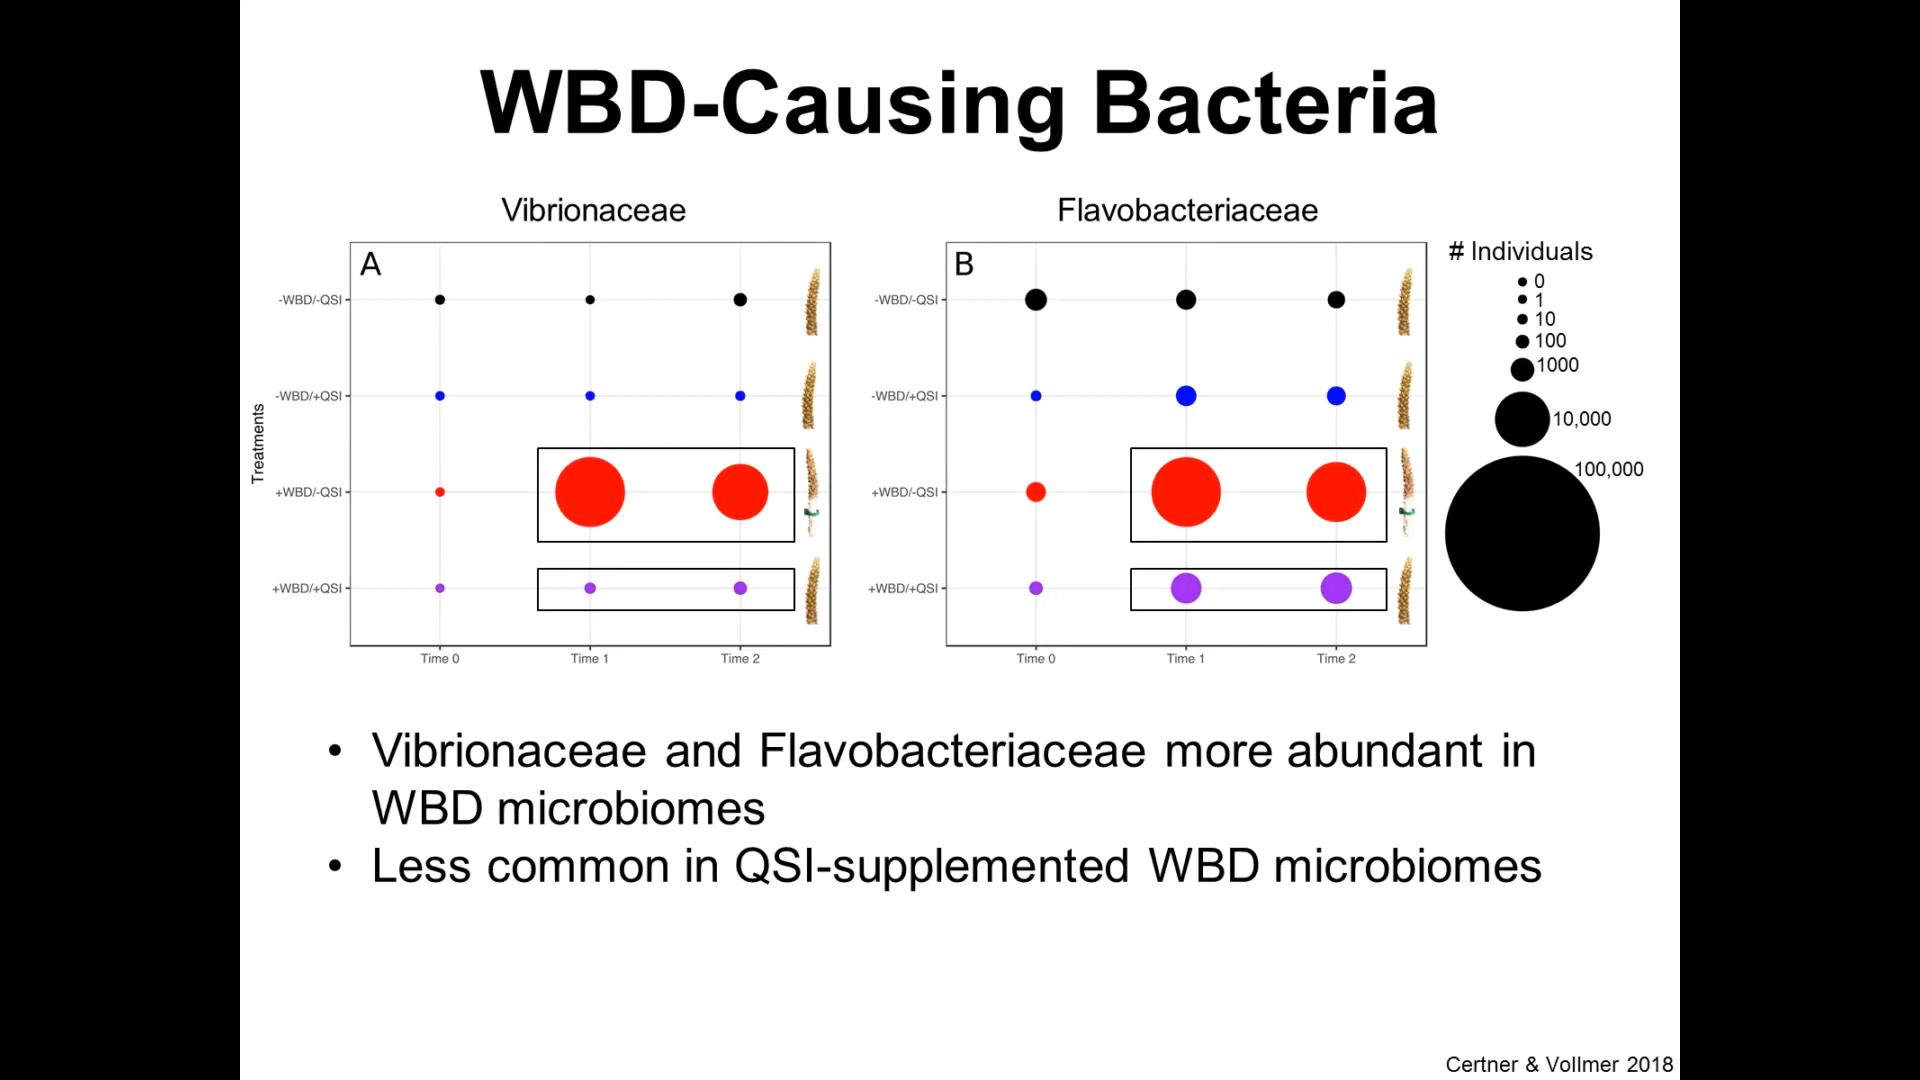 WBD-Causing Bacteria
Vibrionaceae
Flavobacteriaceae
A
-WBD/-QSI
-WBD/+QSI
+WBD/-QSI
+WBD/+QSI
Treatments
Time 0
Time 1
Time 2
B
-WBD/-QSI
-WBD/+QSI
+WBD/-QSI
+WBD/+QSI
Time 0
Time 1
Time 2
# Individuals
0
1
10
100
1000
10,000
100,000
• Vibrionaceae and Flavobacteriaceae more abundant in
WBD microbiomes
• Less common in QSI-supplemented WBD microbiomes
Certner & Vollmer 2018